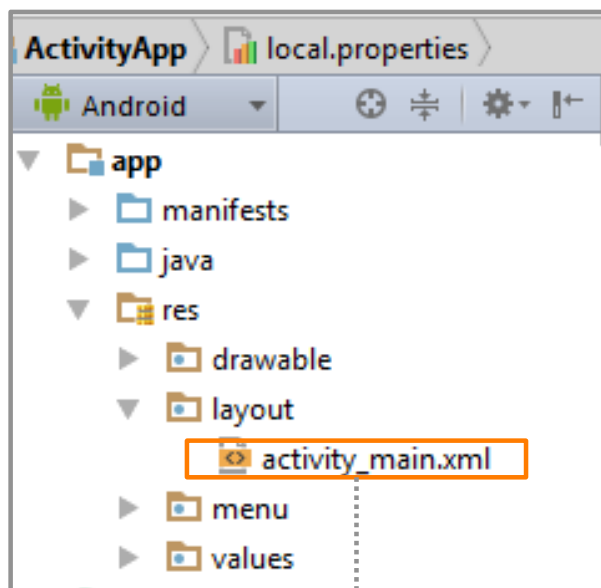 ActivityApp local.properties
Android
app
manifests
java
res
drawable
layout
activity_main.xml
menu
values